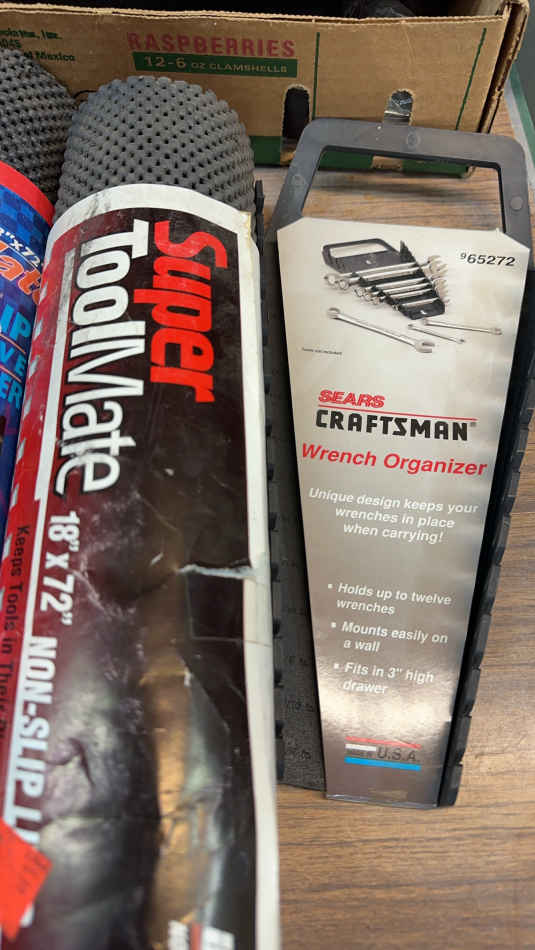 of Mexico
RASPBERRIES
12-6 OZ CLAMSHELLS
Super
ToolMate
18" x 72" NON-SLIP
Keeps Tools in
965272
SEARS
CRAFTSMAN®
Wrench Organizer
Unique design keeps your
wrenches in place
when carrying!
• Holds up to twelve
wrenches
• Mounts easily on
a wall
• Fits in 3" high
drawer
U.S.A.